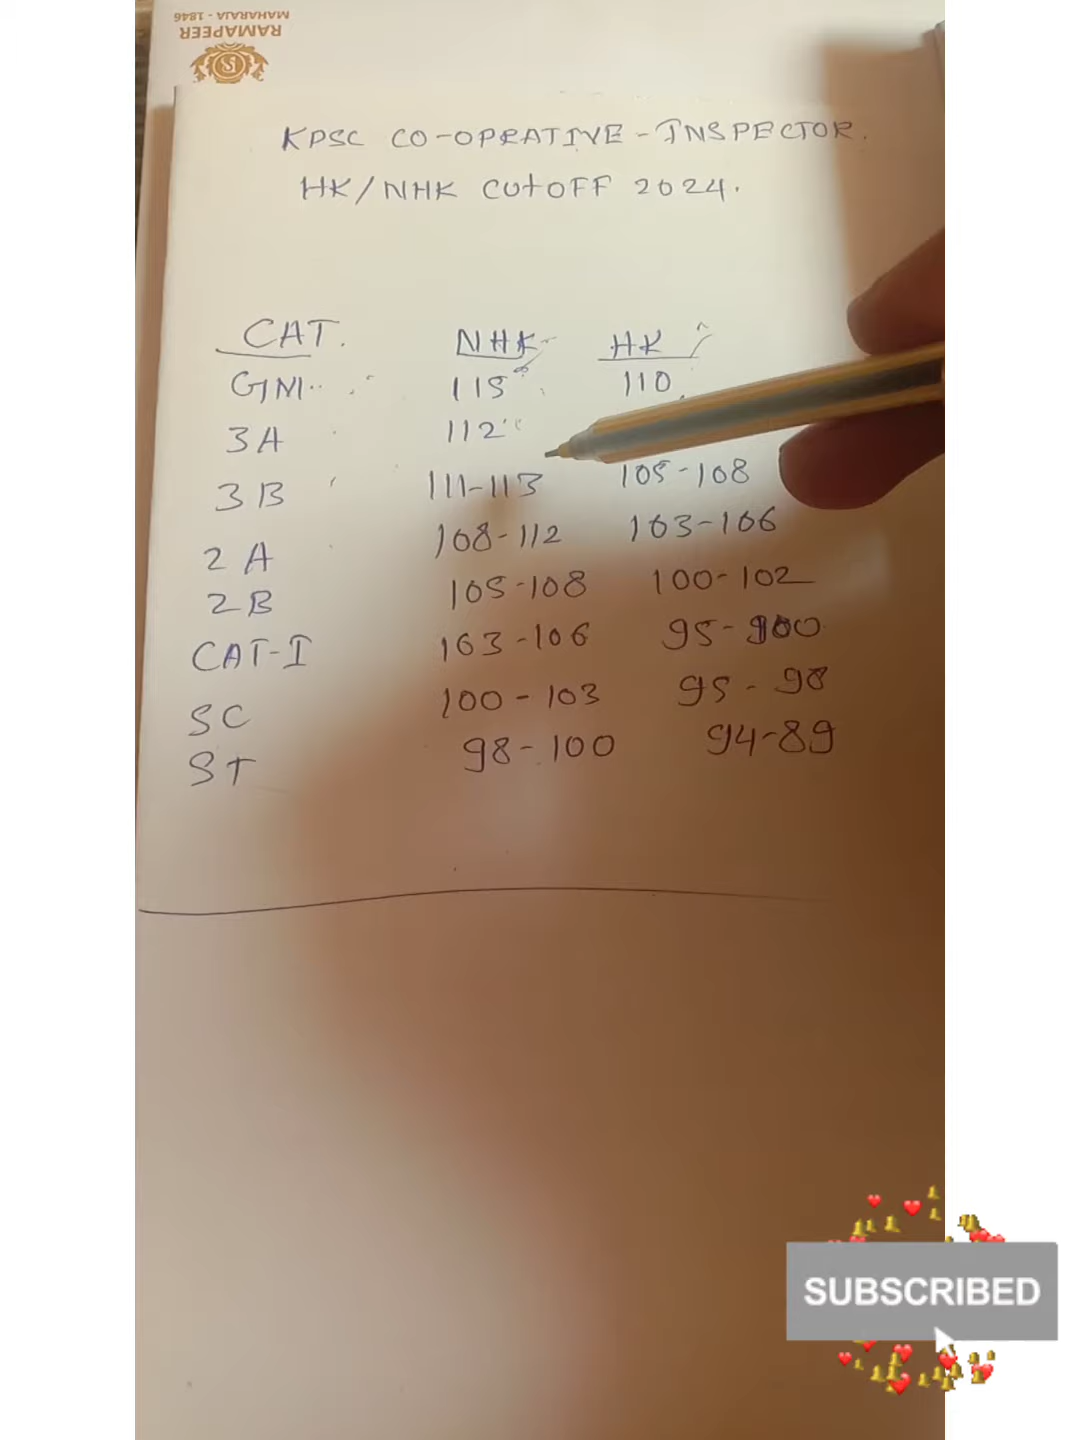 RAMAPEER
MAHARAJA - 1846
KPSC CO-OPRATIVE-INSPECTOR.
HK/NHK CUTOFF 2024.
CAT. NHK HK
GM 115 110
3A 112
3B 111-113 105-108
2A 108-112 103-106
2B 105-108 100-102
CAT-I 103-106 95-100
SC 100-103 95-98
ST 98-100 94-89
SUBSCRIBED